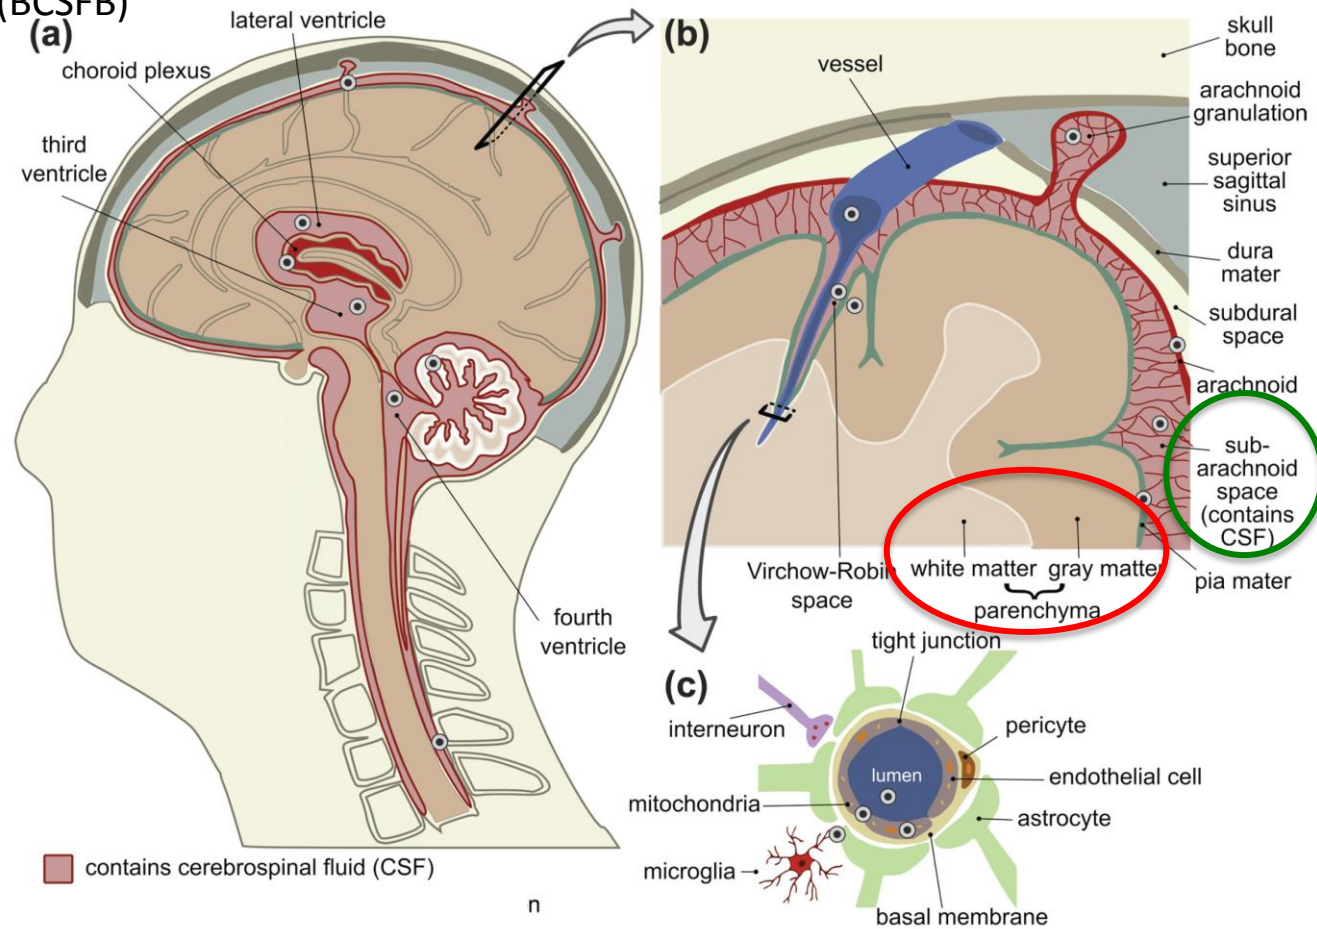 (BCSFB)
(a)
lateral ventricle
choroid plexus
third
ventricle
fourth
ventricle
contains cerebrospinal fluid (CSF)
n
(b)
vessel
skull
bone
arachnoid
granulation
superior
sagittal
sinus
dura
mater
subdural
space
arachnoid
sub-
arachnoid
space
(contains
CSF)
pia mater
Virchow-Robin
space
white matter
gray matter
parenchyma
(c)
tight junction
interneuron
pericyte
lumen
endothelial cell
mitochondria
astrocyte
microglia
basal membrane